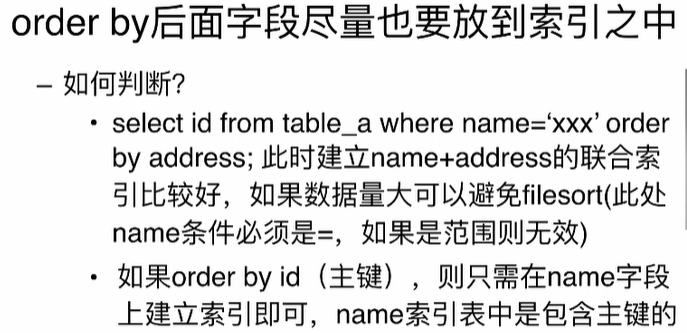 order by后面字段尽量也要放到索引之中
– 如何判断？
• select id from table_a where name=‘xxx’ order
by address; 此时建立name+address的联合索
引比较好，如果数据量大可以避免filesort(此处
name条件必须是=，如果是范围则无效)
• 如果order by id（主键），则只需在name字段
上建立索引即可，name索引表中是包含主键的